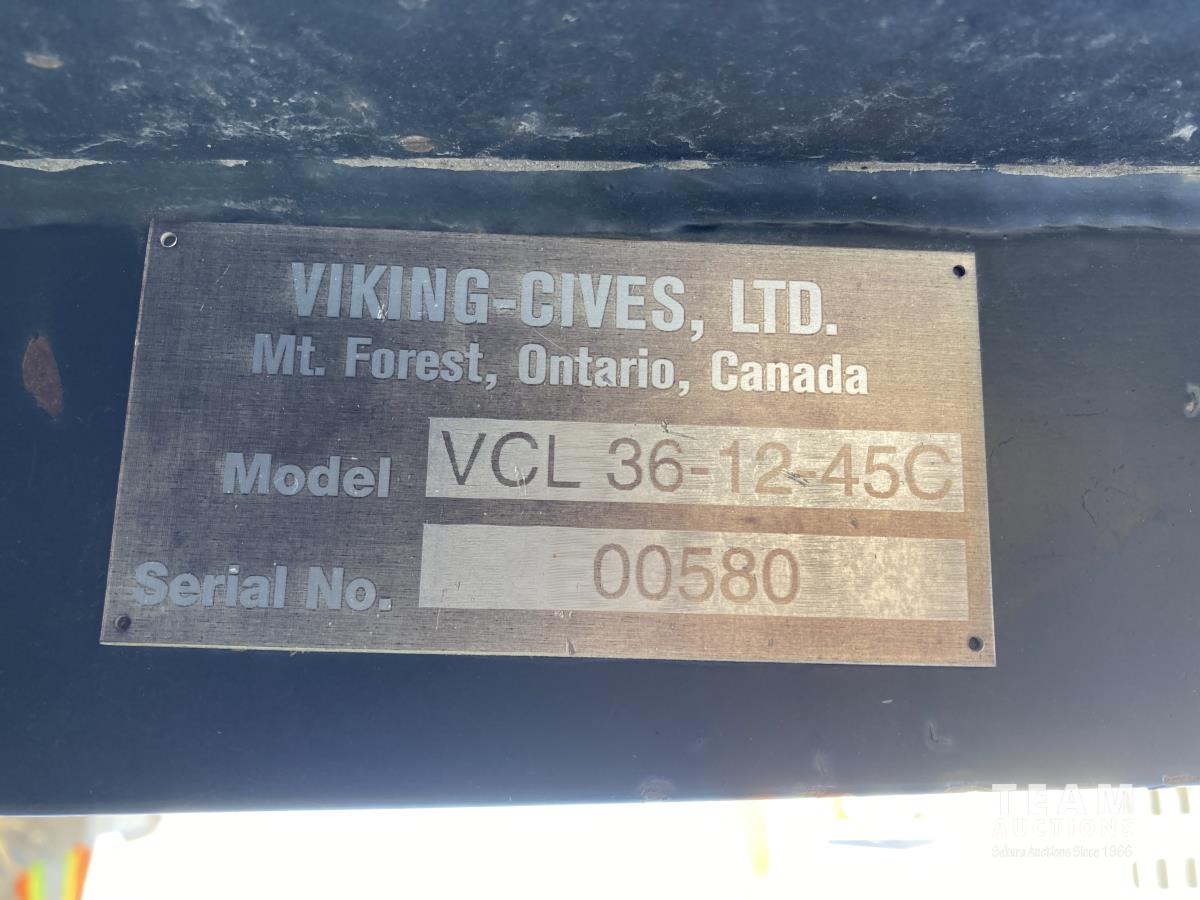 VIKING-CIVES, LTD.
Mt. Forest, Ontario, Canada
Model VCL 36-12-45C
Serial No. 00580
TEAM
AUCTIONS
Sekura Auctions Since 1966